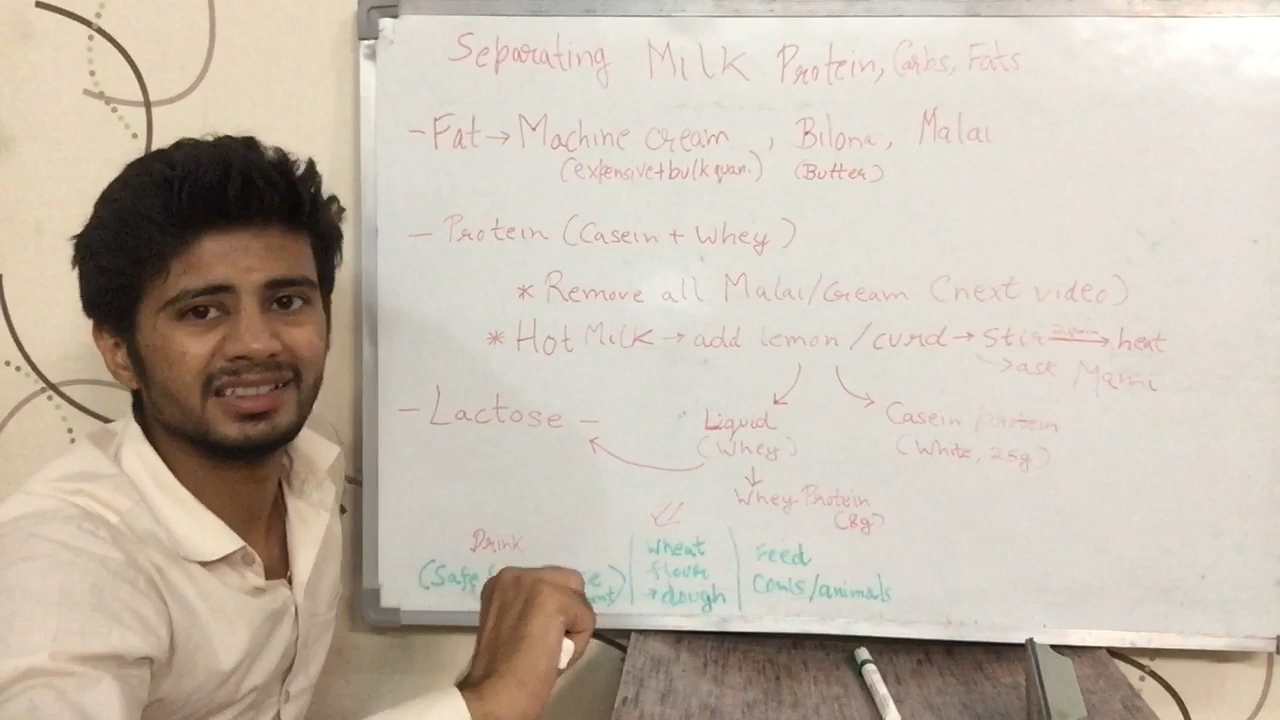 Separating Milk Protein, Carbs, Fats
- Fat → Machine cream , Bilona, Malai
(expensive+bulk quan.) (Butter)
- Protein (Casein + Whey)
* Remove all Malai/Cream (next video)
* Hot Milk → add lemon / curd → Stir → heat
→ ask Mami
- Lactose -
Liquid
(Whey)
Casein protein
(White, 25g)
Whey Protein
(8g)
Drink
(Safe
wheat
flour
dough
Feed
Cows/animals